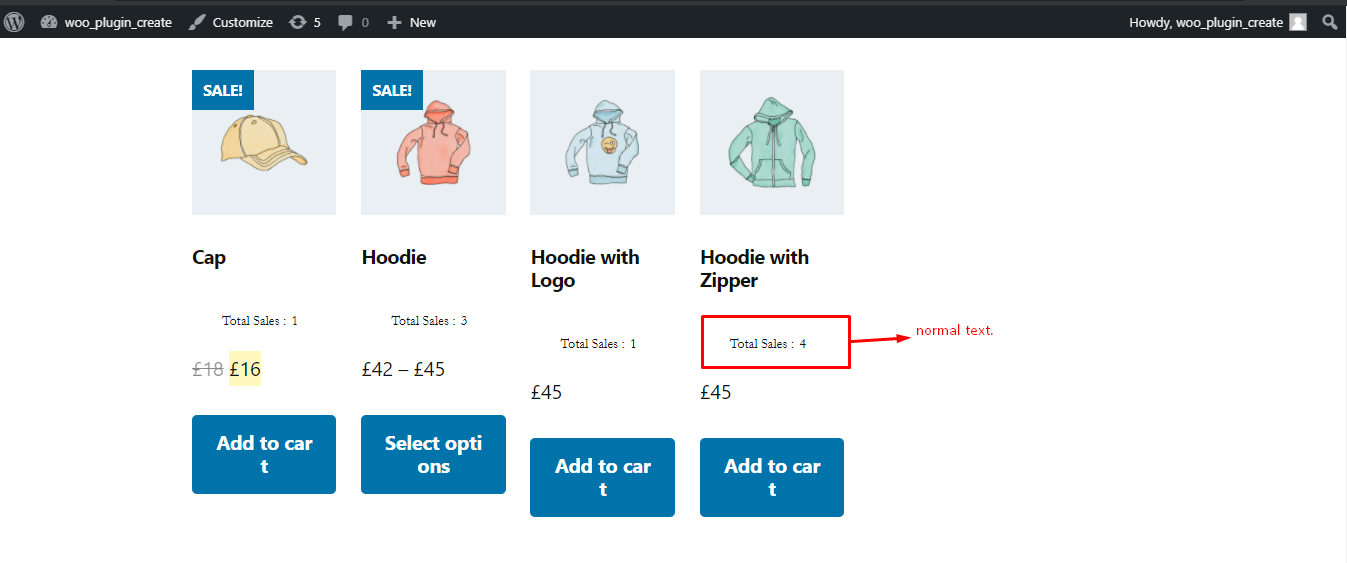 woo_plugin_create Customize 5 0 New Howdy, woo_plugin_create
SALE! SALE!
Cap Hoodie Hoodie with Hoodie with
Logo Zipper
Total Sales : 1 Total Sales : 3
Total Sales : 1 Total Sales : 4 normal text.
£18 £16 £42 – £45
£45 £45
Add to car Select opti
t ons
Add to car Add to car
t t